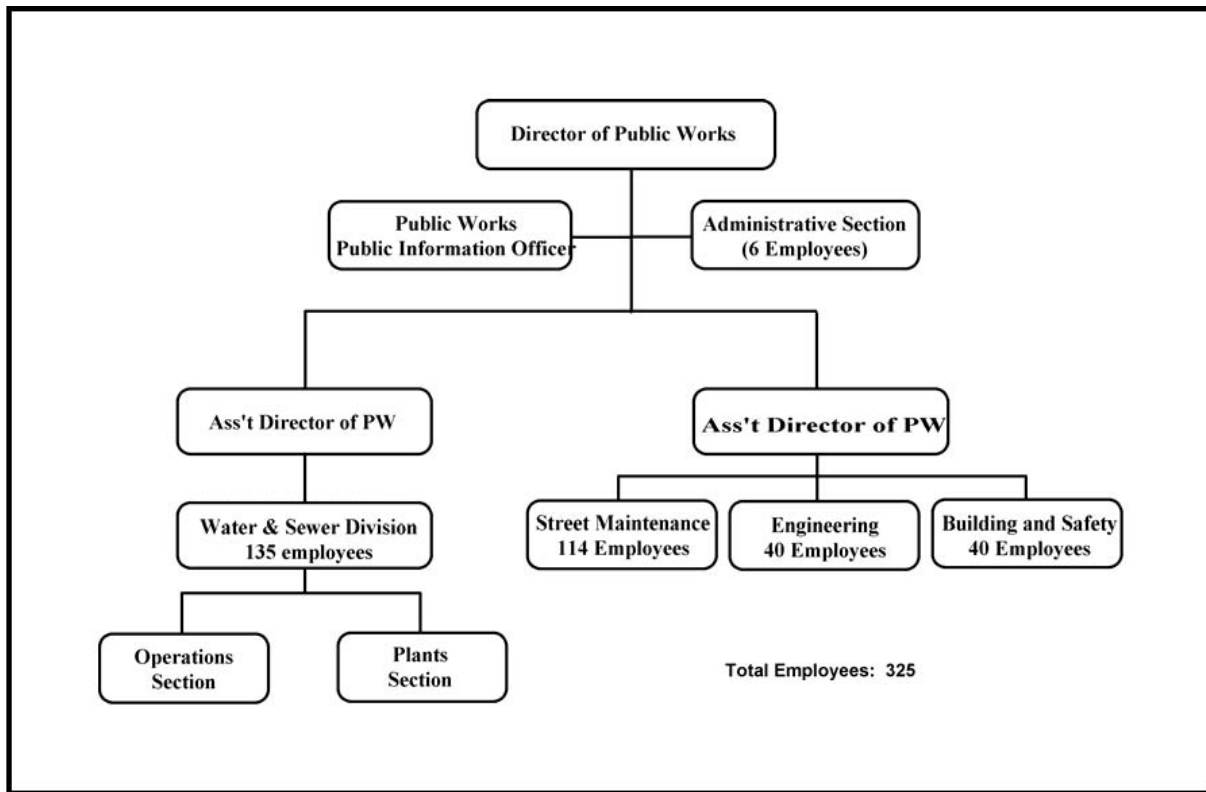 Director of Public Works
Public Works
Public Information Officer
Administrative Section
(6 Employees)
Ass't Director of PW
Ass't Director of PW
Water & Sewer Division
135 employees
Street Maintenance
114 Employees
Engineering
40 Employees
Building and Safety
40 Employees
Operations
Section
Plants
Section
Total Employees: 325